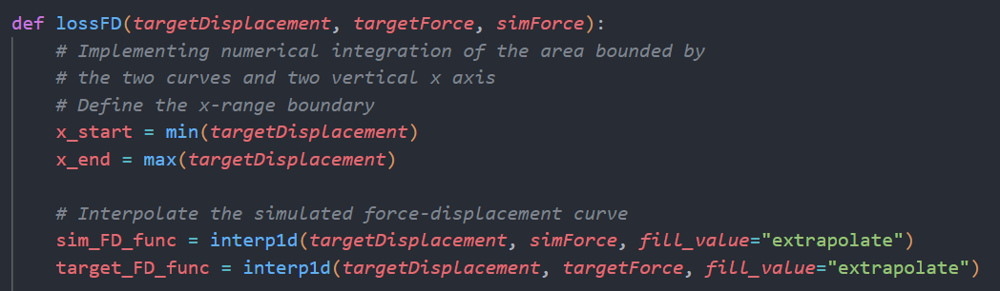 def lossFD(targetDisplacement, targetForce, simForce):
    # Implementing numerical integration of the area bounded by
    # the two curves and two vertical x axis
    # Define the x-range boundary
    x_start = min(targetDisplacement)
    x_end = max(targetDisplacement)

    # Interpolate the simulated force-displacement curve
    sim_FD_func = interp1d(targetDisplacement, simForce, fill_value="extrapolate")
    target_FD_func = interp1d(targetDisplacement, targetForce, fill_value="extrapolate")